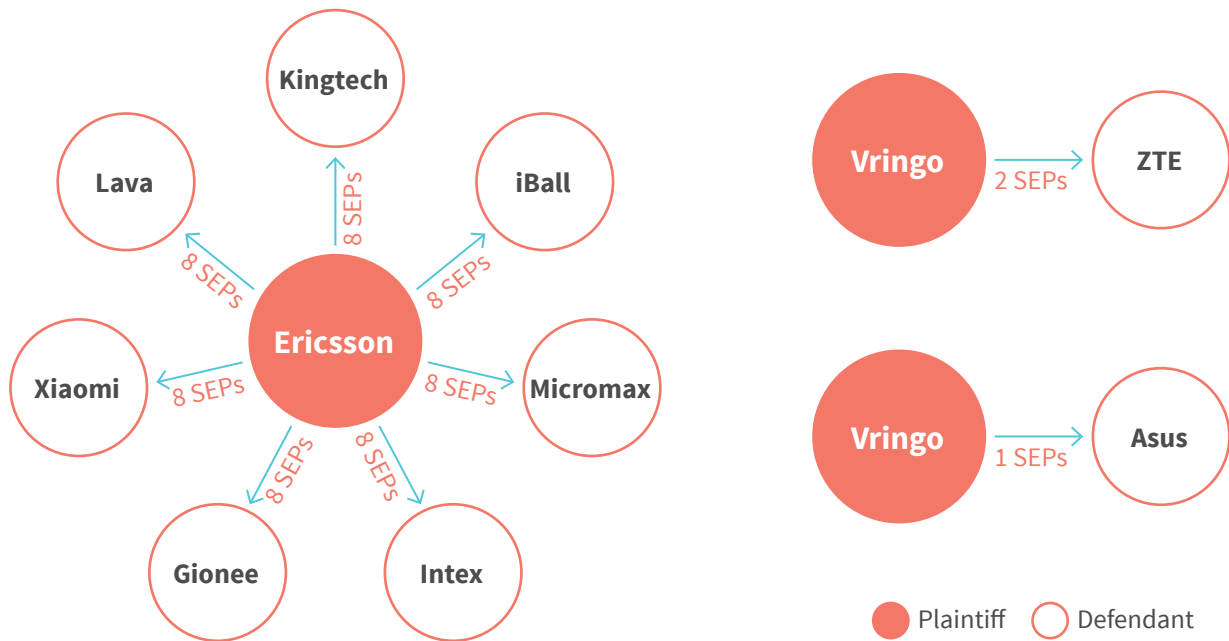 Kingtech
Lava
iBall
8 SEPs
8 SEPs
8 SEPs
Ericsson
Xiaomi
8 SEPs
8 SEPs
Micromax
8 SEPs
8 SEPs
Gionee
Intex
Vringo
2 SEPs
ZTE
Vringo
1 SEPs
Asus
Plaintiff
Defendant